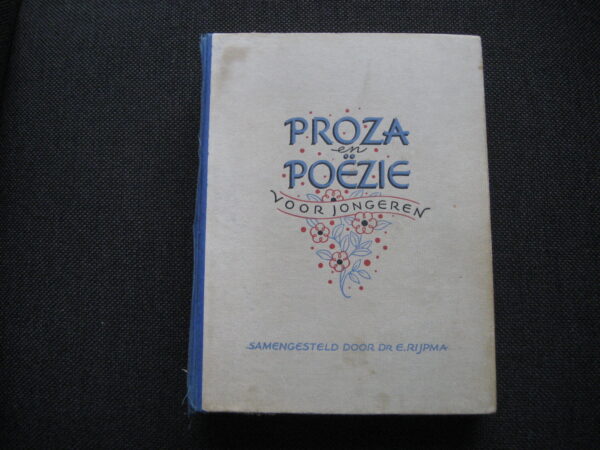 PROZA
en
POËZIE
VOOR JONGEREN
SAMENGESTELD DOOR DR E. RIJPMA